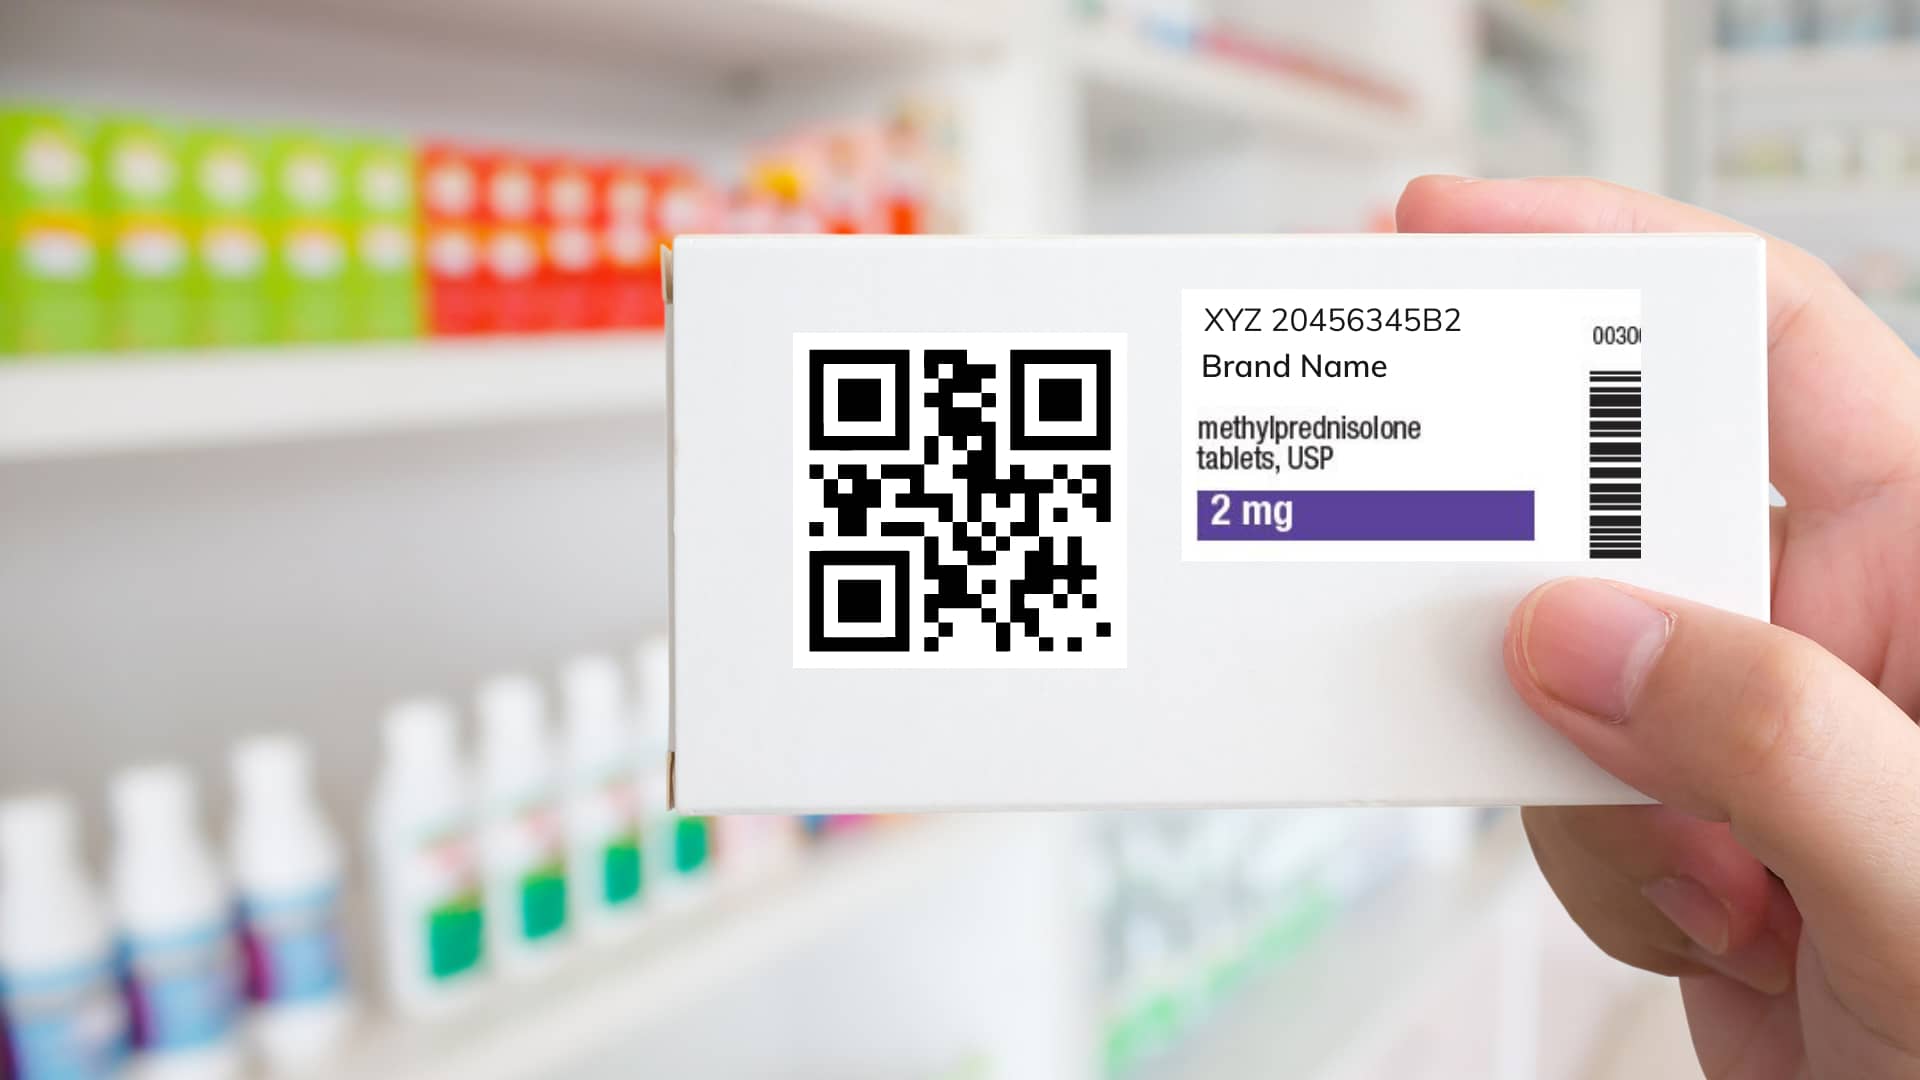 XYZ 20456345B2
Brand Name
methylprednisolone
tablets, USP
2 mg